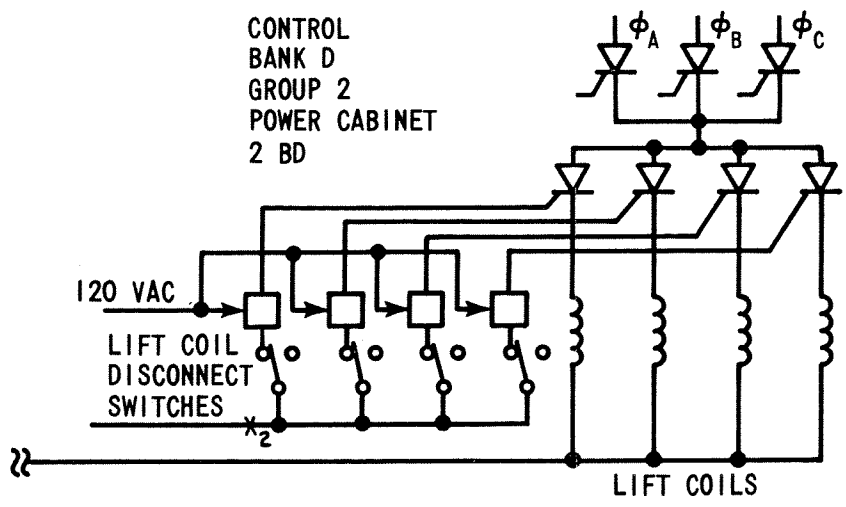 CONTROL
BANK D
GROUP 2
POWER CABINET
2 BD
ϕA ϕB ϕC
120 VAC
LIFT COIL
DISCONNECT
SWITCHES
X2
LIFT COILS